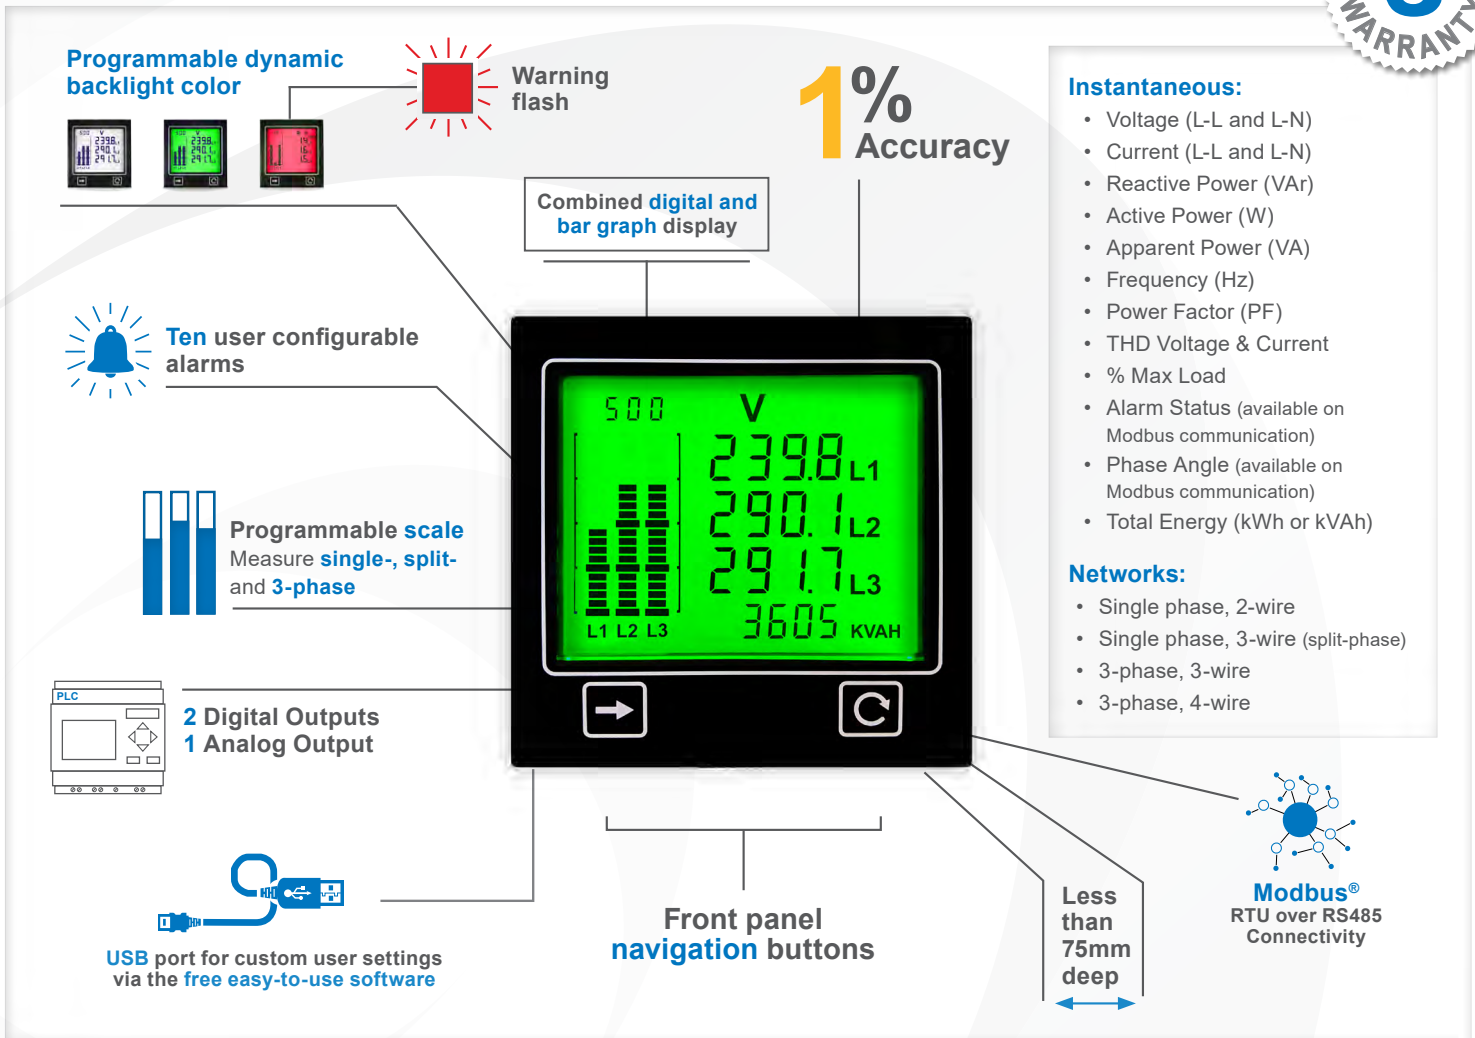 WARRANTY
Programmable dynamic
backlight color
Warning
flash
1%
Accuracy
Combined digital and
bar graph display
Ten user configurable
alarms
Programmable scale
Measure single-, split-
and 3-phase
PLC
2 Digital Outputs
1 Analog Output
USB port for custom user settings
via the free easy-to-use software
500 V
239.8 L1
290.1 L2
291.7 L3
L1 L2 L3
3605 KVAH
Front panel
navigation buttons
Less
than
75mm
deep
Instantaneous:
• Voltage (L-L and L-N)
• Current (L-L and L-N)
• Reactive Power (VAr)
• Active Power (W)
• Apparent Power (VA)
• Frequency (Hz)
• Power Factor (PF)
• THD Voltage & Current
• % Max Load
• Alarm Status (available on
Modbus communication)
• Phase Angle (available on
Modbus communication)
• Total Energy (kWh or kVAh)
Networks:
• Single phase, 2-wire
• Single phase, 3-wire (split-phase)
• 3-phase, 3-wire
• 3-phase, 4-wire
Modbus®
RTU over RS485
Connectivity